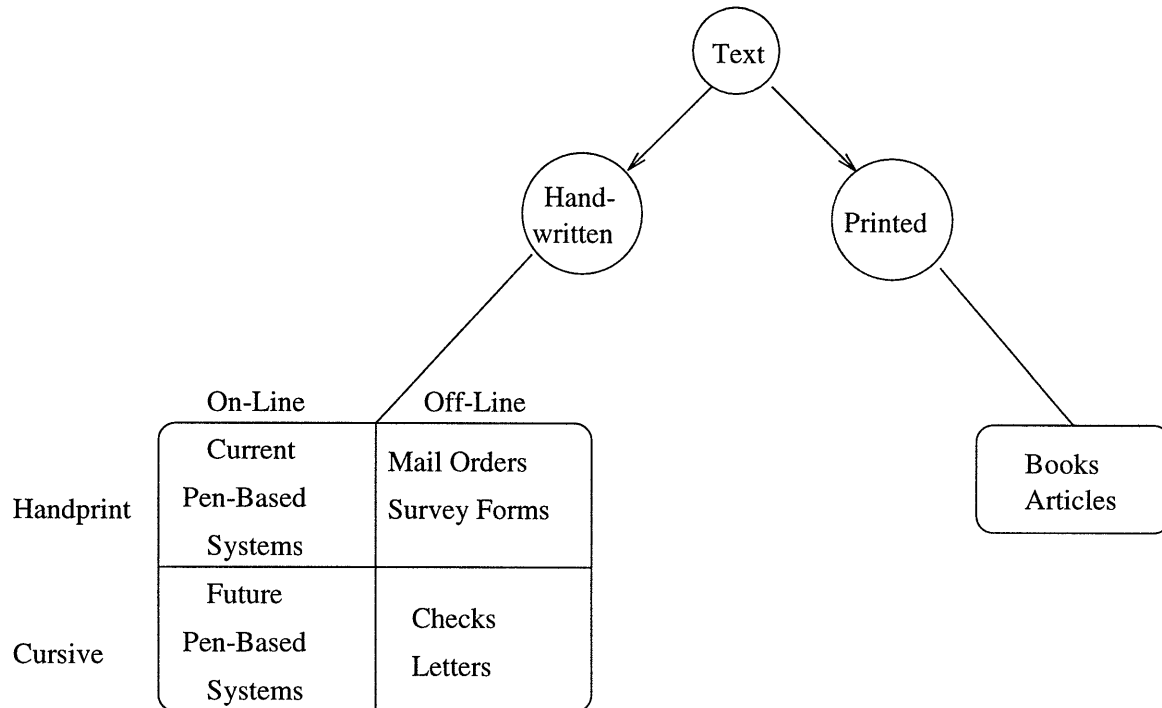 Text
Hand-
written
Printed
On-Line
Off-Line
Handprint
Current
Pen-Based
Systems
Mail Orders
Survey Forms
Cursive
Future
Pen-Based
Systems
Checks
Letters
Books
Articles